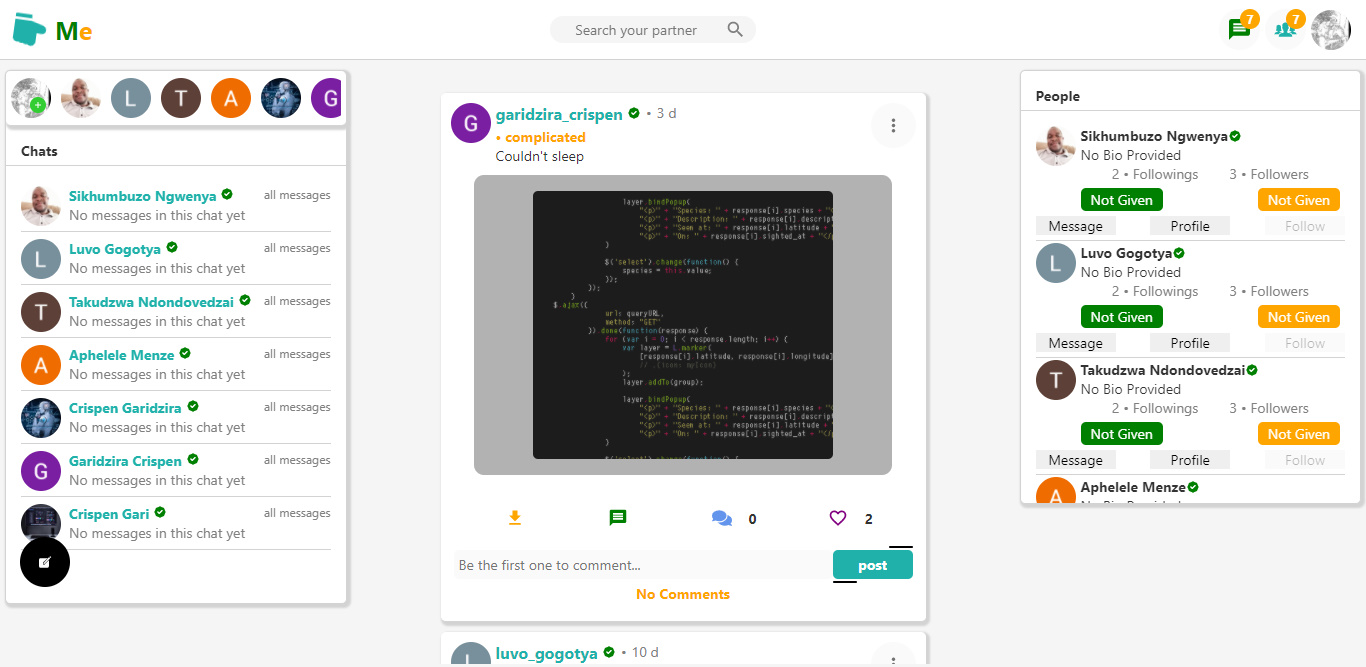 Me
Search your partner
7
7
L
T
A
G
Chats
Sikhumbuzo Ngwenya
all messages
No messages in this chat yet
L
Luvo Gogotya
all messages
No messages in this chat yet
T
Takudzwa Ndondovedzai
all messages
No messages in this chat yet
A
Aphelele Menze
all messages
No messages in this chat yet
Crispen Garidzira
all messages
No messages in this chat yet
G
Garidzira Crispen
all messages
No messages in this chat yet
Crispen Gari
all messages
No messages in this chat yet
G
garidzira_crispen • 3 d
• complicated
Couldn't sleep
layer.bindPopup(
"<p>" + "Species: " + response[i].species + "<
"<p>" + "Description: " + response[i].descript
"<p>" + "Seen at: " + response[i].latitude +
"<p>" + "On: " + response[i].sighted_at + "</p
)
$('select').change(function() {
species = this.value;
});
});
}
$.ajax({
url: queryURL,
method: "GET"
}).done(function(response) {
for (var i = 0; i < response.length; i++) {
var layer = L.marker(
[response[i].latitude, response[i].longitude]
// ,{icon: myIcon}
);
layer.addTo(group);
layer.bindPopup(
"<p>" + "Species: " + response[i].species + "<
"<p>" + "Description: " + response[i].descript
"<p>" + "Seen at: " + response[i].latitude +
"<p>" + "On: " + response[i].sighted_at + "</p
)
$('select').change(function() {
0
2
Be the first one to comment...
post
No Comments
L
luvo_gogotya • 10 d
People
Sikhumbuzo Ngwenya
No Bio Provided
2 • Followings 3 • Followers
Not Given Not Given
Message Profile Follow
L
Luvo Gogotya
No Bio Provided
2 • Followings 3 • Followers
Not Given Not Given
Message Profile Follow
T
Takudzwa Ndondovedzai
No Bio Provided
2 • Followings 3 • Followers
Not Given Not Given
Message Profile Follow
A
Aphelele Menze
No Bio Provided